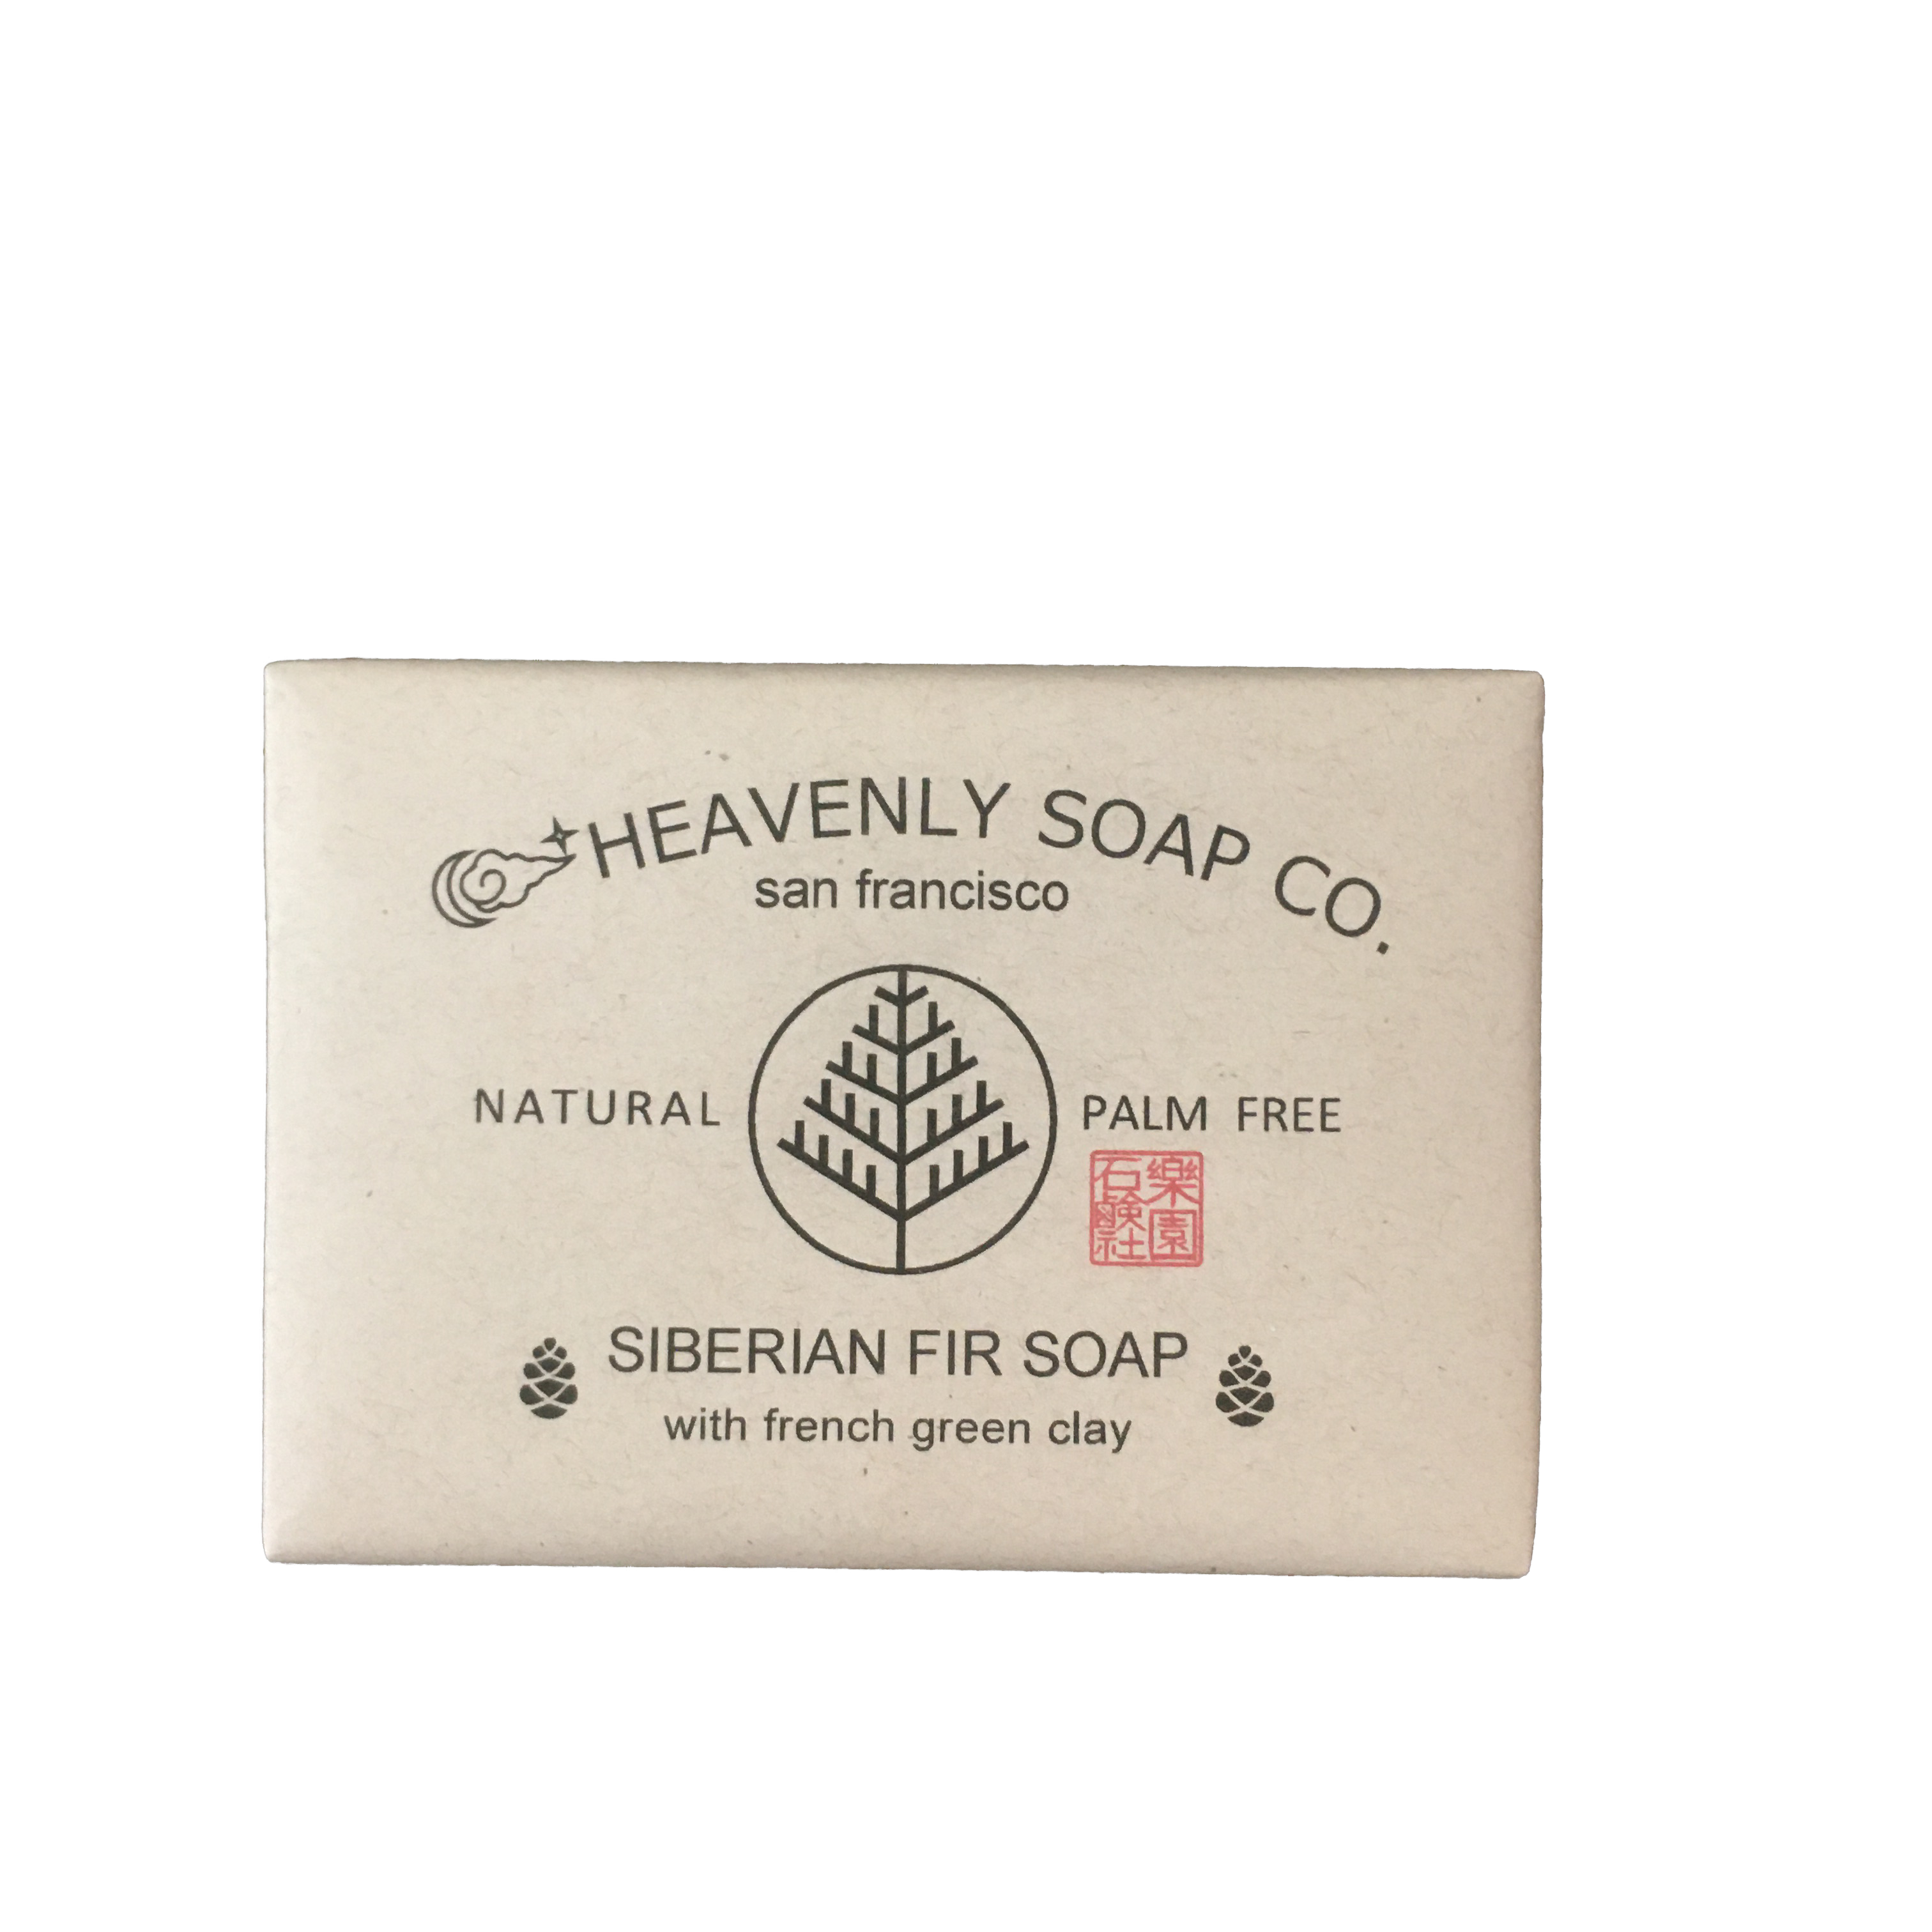 HEAVENLY SOAP CO.
san francisco
NATURAL
PALM FREE
樂園
石鹸社
SIBERIAN FIR SOAP
with french green clay